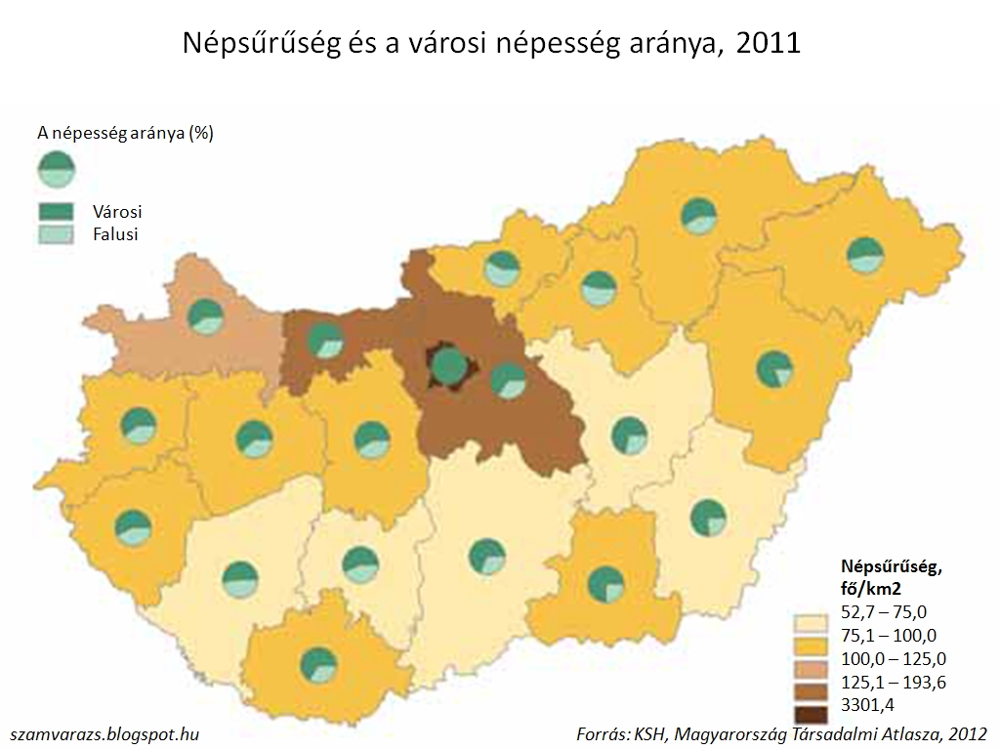 Népsűrűség és a városi népesség aránya, 2011
A népesség aránya (%)
Városi
Falusi
Népsűrűség,
fő/km2
52,7 – 75,0
75,1 – 100,0
100,0 – 125,0
125,1 – 193,6
3301,4
szamvarazs.blogspot.hu
Forrás: KSH, Magyarország Társadalmi Atlasza, 2012